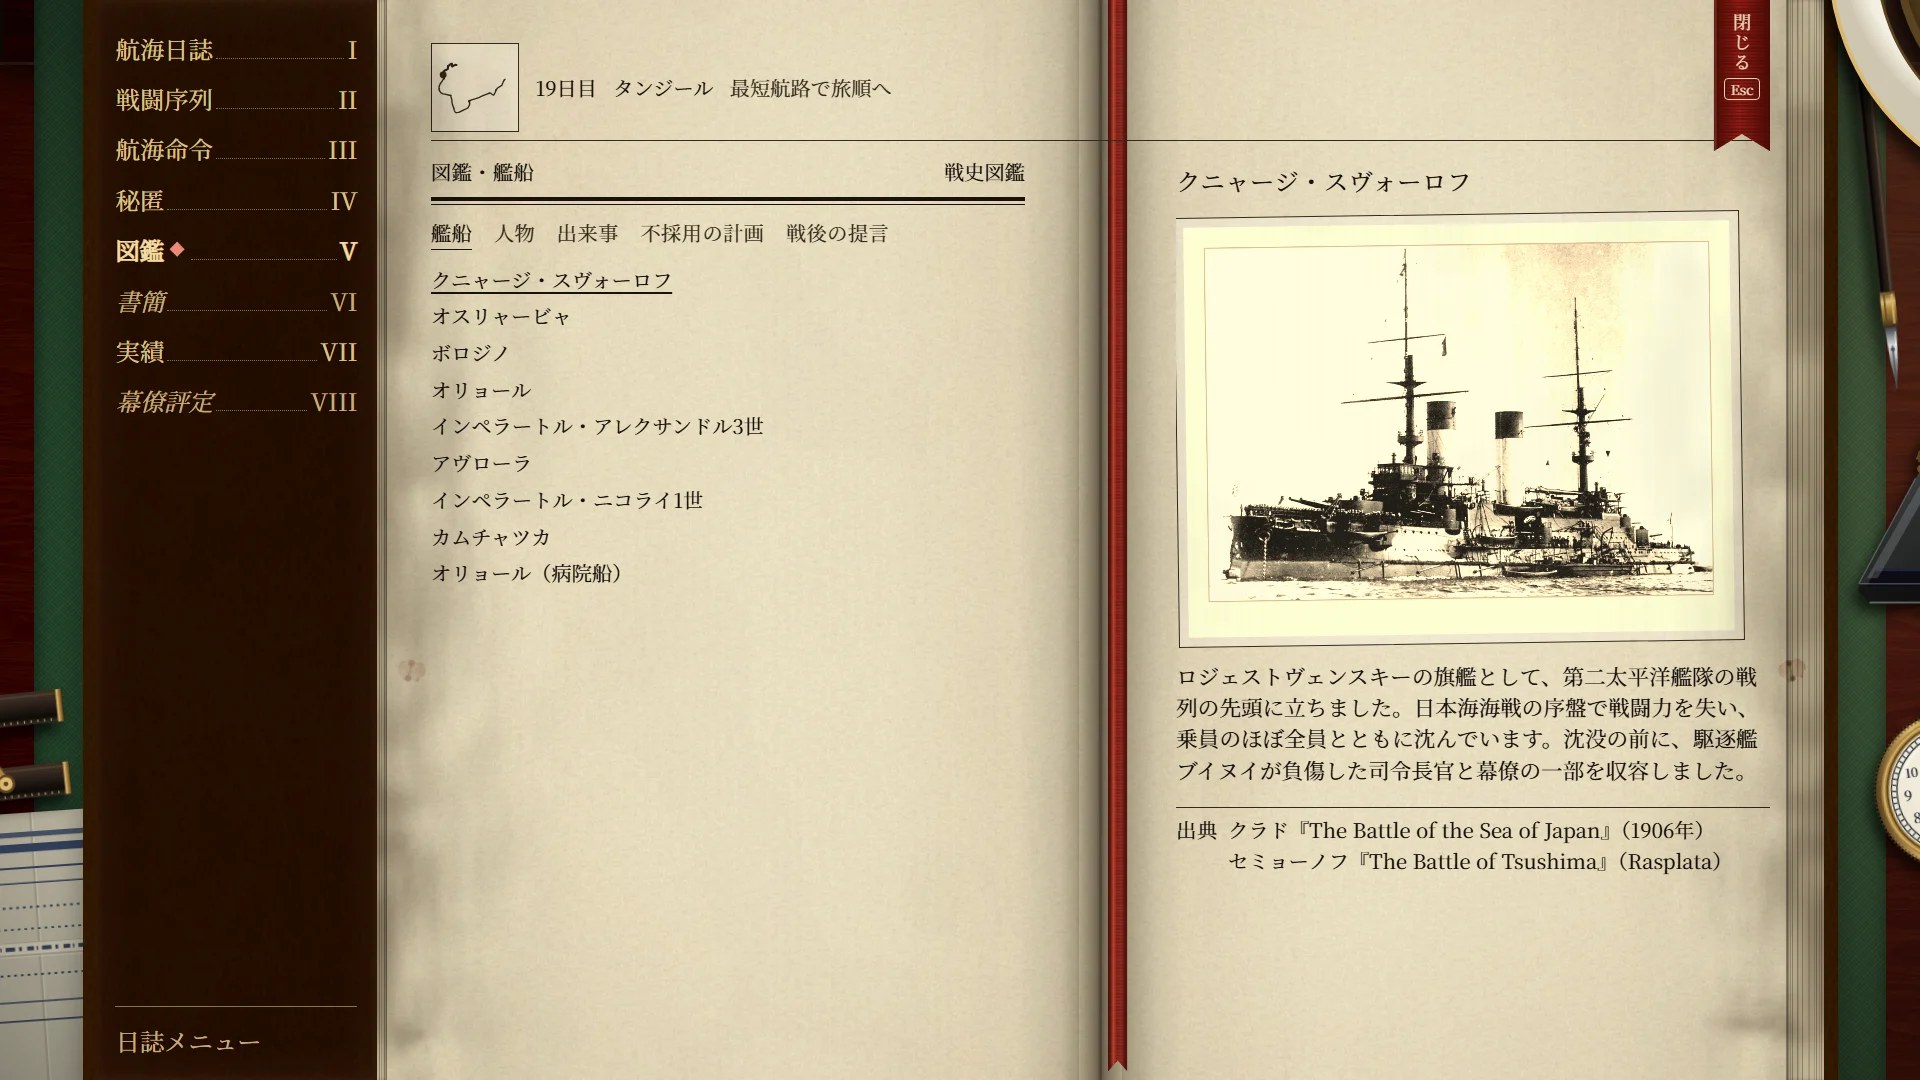 航海日誌 I
戦闘序列 II
航海命令 III
秘匿 IV
図鑑 V
書簡 VI
実績 VII
幕僚評定 VIII
日誌メニュー
19日目 タンジール 最短航路で旅順へ
図鑑・艦船 戦史図鑑
艦船 人物 出来事 不採用の計画 戦後の提言
クニャージ・スヴォーロフ
オスリャービャ
ボロジノ
オリョール
インペラートル・アレクサンドル3世
アヴローラ
インペラートル・ニコライ1世
カムチャツカ
オリョール（病院船）
閉じる
Esc
クニャージ・スヴォーロフ
ロジェストヴェンスキーの旗艦として、第二太平洋艦隊の戦
列の先頭に立ちました。日本海海戦の序盤で戦闘力を失い、
乗員のほぼ全員とともに沈んでいます。沈没の前に、駆逐艦
ブイヌイが負傷した司令長官と幕僚の一部を収容しました。
出典 クラド『The Battle of the Sea of Japan』（1906年）
セミョーノフ『The Battle of Tsushima』（Rasplata）
10
9
8